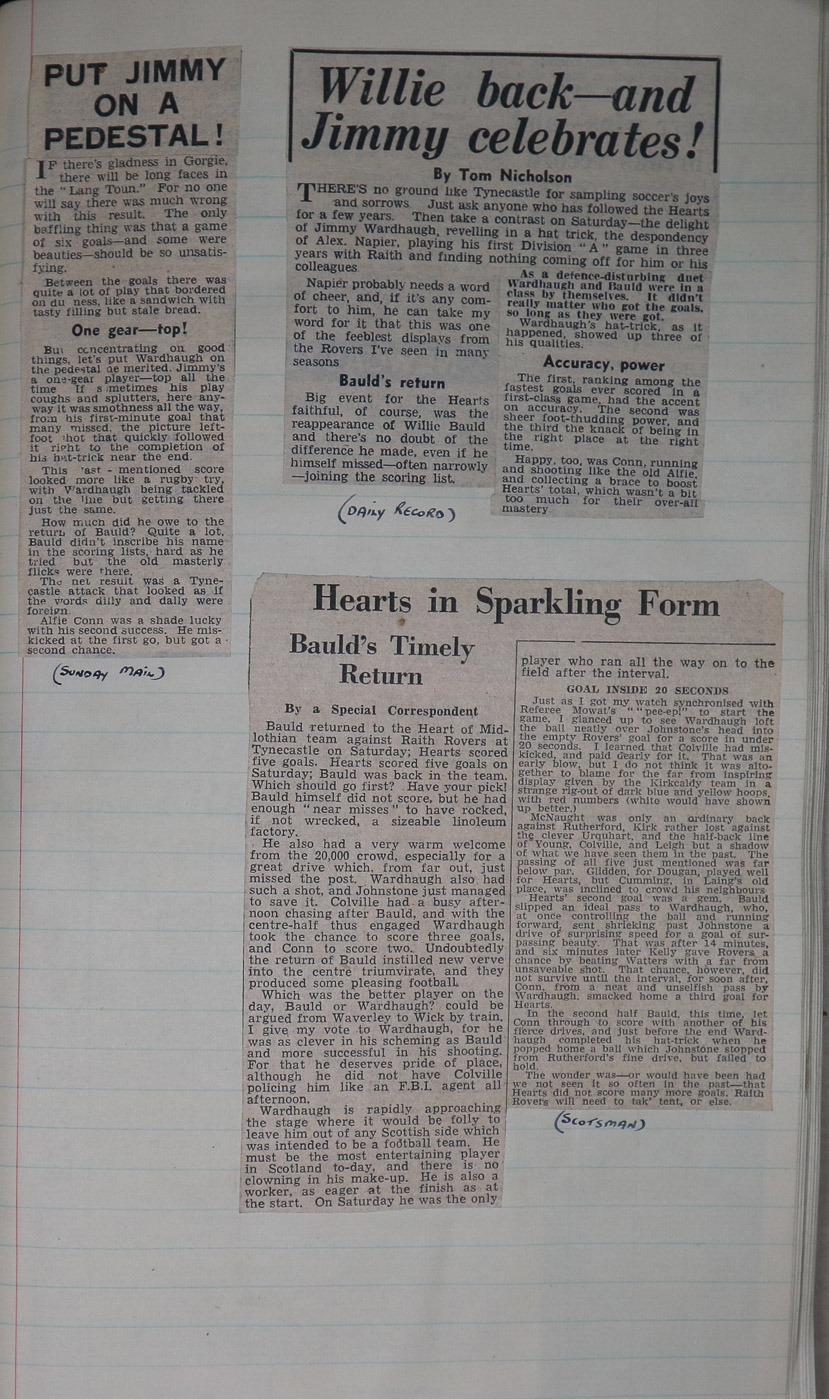 PUT JIMMY
ON A
PEDESTAL!
IF there's gladness in Gorgie,
there will be long faces in
the "Lang Toun." For no one
will say there was much wrong
with this result. The only
baffling thing was that a game
of six goals—and some were
beauties—should be so unsatis-
fying.
Between the goals there was
quite a lot of play that bordered
on du ness, like a sandwich with
tasty filling but stale bread.
One gear—top!
But concentrating on good
things, let's put Wardhaugh on
the pedestal he merited. Jimmy's
a one-gear player—top all the
time If sometimes his play
coughs and splutters, here any-
way it was smothness all the way,
from his first-minute goal that
many missed, the picture left-
foot shot that quickly followed
it right to the completion of
his hat-trick near the end.
This last-mentioned score
looked more like a rugby try,
with Wardhaugh being tackled
on the line but getting there
just the same.
How much did he owe to the
return of Bauld? Quite a lot.
Bauld didn't inscribe his name
in the scoring lists, hard as he
tried but the old masterly
flicks were there.
The net result was a Tyne-
castle attack that looked as if
the words dilly and dally were
foreign
Alfie Conn was a shade lucky
with his second success. He mis-
kicked at the first go, but got a
second chance.
(SUNDAY MAIL)
Willie back—and
Jimmy celebrates!
By Tom Nicholson
THERE'S no ground like Tynecastle for sampling soccer's joys
and sorrows Just ask anyone who has followed the Hearts
for a few years. Then take a contrast on Saturday—the delight
of Jimmy Wardhaugh, revelling in a hat trick, the despondency
of Alex. Napier, playing his first Division "A" game in three
years with Raith and finding nothing coming off for him or his
colleagues
Napier probably needs a word
of cheer, and, if it's any com-
fort to him, he can take my
word for it that this was one
of the feeblest displays from
the Rovers I've seen in many
seasons
Bauld's return
Big event for the Hearts
faithful, of course, was the
reappearance of Willie Bauld
and there's no doubt of the
difference he made, even if he
himself missed—often narrowly
—joining the scoring list.
As a defence-disturbing duet
Wardhaugh and Bauld were in a
class by themselves. It didn't
really matter who got the goals,
so long as they were got.
Wardhaugh's hat-trick, as it
happened, showed up three of
his qualities.
Accuracy, power
The first, ranking among the
fastest goals ever scored in a
first-class game, had the accent
on accuracy. The second was
sheer foot-thudding power, and
the third the knack of being in
the right place at the right
time.
Happy, too, was Conn, running
and shooting like the old Alfie,
and collecting a brace to boost
Hearts' total, which wasn't a bit
too much for their over-all
mastery
(DAILY RECORD)
Hearts in Sparkling Form
Bauld's Timely
Return
By a Special Correspondent
Bauld returned to the Heart of Mid-
lothian team against Raith Rovers at
Tynecastle on Saturday; Hearts scored
five goals. Hearts scored five goals on
Saturday; Bauld was back in the team.
Which should go first? Have your pick!
Bauld himself did not score, but he had
enough "near misses" to have rocked,
if not wrecked, a sizeable linoleum
factory.
He also had a very warm welcome
from the 20,000 crowd, especially for a
great drive which, from far out, just
missed the post. Wardhaugh also had
such a shot, and Johnstone just managed
to save it. Colville had a busy after-
noon chasing after Bauld, and with the
centre-half thus engaged Wardhaugh
took the chance to score three goals,
and Conn to score two. Undoubtedly
the return of Bauld instilled new verve
into the centre triumvirate, and they
produced some pleasing football.
Which was the better player on the
day, Bauld or Wardhaugh? could be
argued from Waverley to Wick by train.
I give my vote to Wardhaugh, for he
was as clever in his scheming as Bauld
and more successful in his shooting.
For that he deserves pride of place,
although he did not have Colville
policing him like an F.B.I. agent all
afternoon.
Wardhaugh is rapidly approaching
the stage where it would be folly to
leave him out of any Scottish side which
was intended to be a football team. He
must be the most entertaining player
in Scotland to-day, and there is no
clowning in his make-up. He is also a
worker, as eager at the finish as at
the start. On Saturday he was the only
player who ran all the way on to the
field after the interval.
GOAL INSIDE 20 SECONDS
Just as I got my watch synchronised with
Referee Mowat's ""pee-ep!" to start the
game, I glanced up to see Wardhaugh loft
the ball neatly over Johnstone's head into
the empty Rovers' goal for a score in under
20 seconds. I learned that Colville had mis-
kicked, and paid dearly for it. That was an
early blow, but I do not think it was alto-
gether to blame for the far from inspiring
display given by the Kirkcaldy team in a
strange rig-out of dark blue and yellow hoops,
with red numbers (white would have shown
up better.)
McNaught was only an ordinary back
against Rutherford, Kirk rather lost against
the clever Urquhart, and the half-back line
of Young, Colville, and Leigh but a shadow
of what we have seen them in the past. The
passing of all five just mentioned was far
below par. Glidden, for Dougan, played well
for Hearts, but Cumming, in Laing's old
place, was inclined to crowd his neighbours
Hearts' second goal was a gem. Bauld
slipped an ideal pass to Wardhaugh, who,
at once controlling the ball and running
forward, sent shrieking past Johnstone a
drive of surprising speed for a goal of sur-
passing beauty. That was after 14 minutes,
and six minutes later Kelly gave Rovers a
chance by beating Watters with a far from
unsaveable shot. That chance, however, did
not survive until the interval, for soon after,
Conn, from a neat and unselfish pass by
Wardhaugh, smacked home a third goal for
Hearts.
In the second half Bauld, this time, let
Conn through to score with another of his
fierce drives, and just before the end Ward-
haugh completed his hat-trick when he
popped home a ball which Johnstone stopped
from Rutherford's fine drive, but failed to
hold.
The wonder was—or would have been had
we not seen it so often in the past—that
Hearts did not score many more goals. Raith
Rovers will need to tak' tent, or else.
(SCOTSMAN)